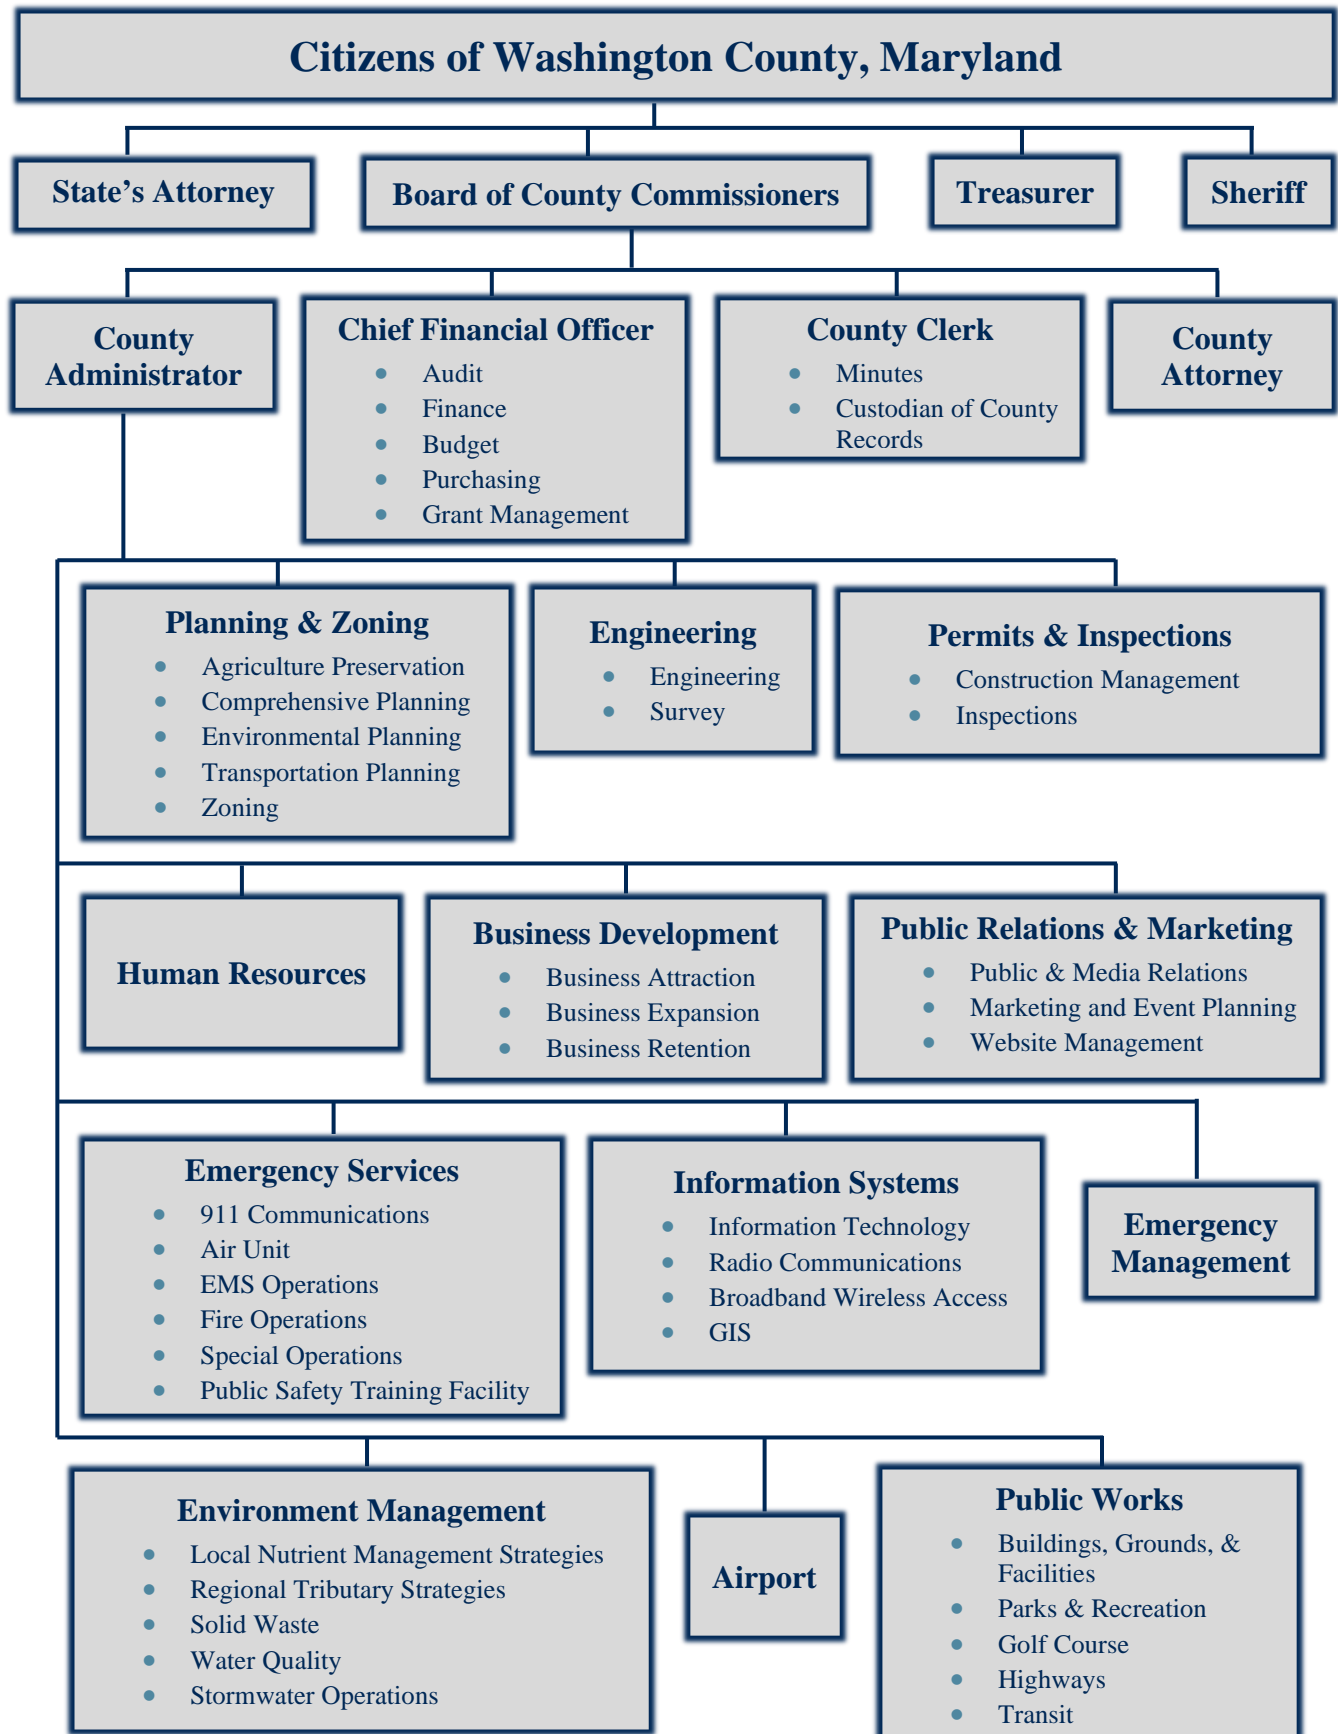 Citizens of Washington County, Maryland
State’s Attorney
Board of County Commissioners
Treasurer
Sheriff
County
Administrator
Chief Financial Officer
Audit
Finance
Budget
Purchasing
Grant Management
County Clerk
Minutes
Custodian of County
Records
County
Attorney
Planning & Zoning
Agriculture Preservation
Comprehensive Planning
Environmental Planning
Transportation Planning
Zoning
Engineering
Engineering
Survey
Permits & Inspections
Construction Management
Inspections
Human Resources
Business Development
Business Attraction
Business Expansion
Business Retention
Public Relations & Marketing
Public & Media Relations
Marketing and Event Planning
Website Management
Emergency Services
911 Communications
Air Unit
EMS Operations
Fire Operations
Special Operations
Public Safety Training Facility
Information Systems
Information Technology
Radio Communications
Broadband Wireless Access
GIS
Emergency
Management
Environment Management
Local Nutrient Management Strategies
Regional Tributary Strategies
Solid Waste
Water Quality
Stormwater Operations
Airport
Public Works
Buildings, Grounds, &
Facilities
Parks & Recreation
Golf Course
Highways
Transit